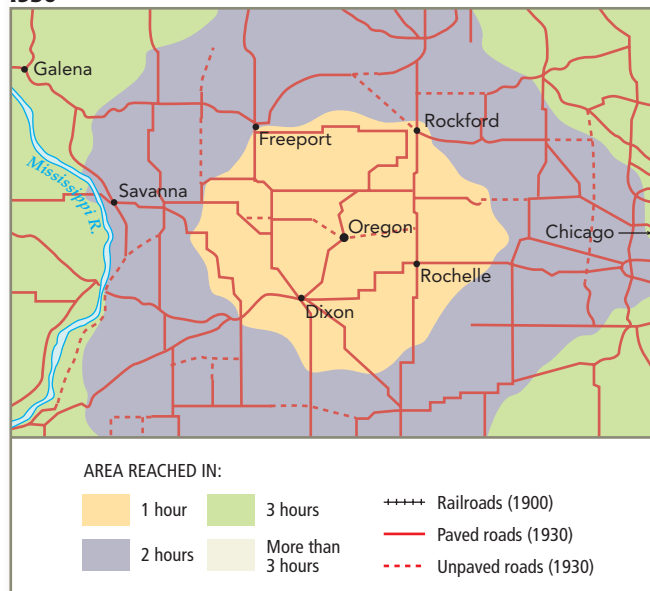 1930
Galena
Freeport
Rockford
Mississippi R.
Savanna
Oregon
Chicago
Rochelle
Dixon
AREA REACHED IN:
1 hour
3 hours
2 hours
More than
3 hours
Railroads (1900)
Paved roads (1930)
Unpaved roads (1930)